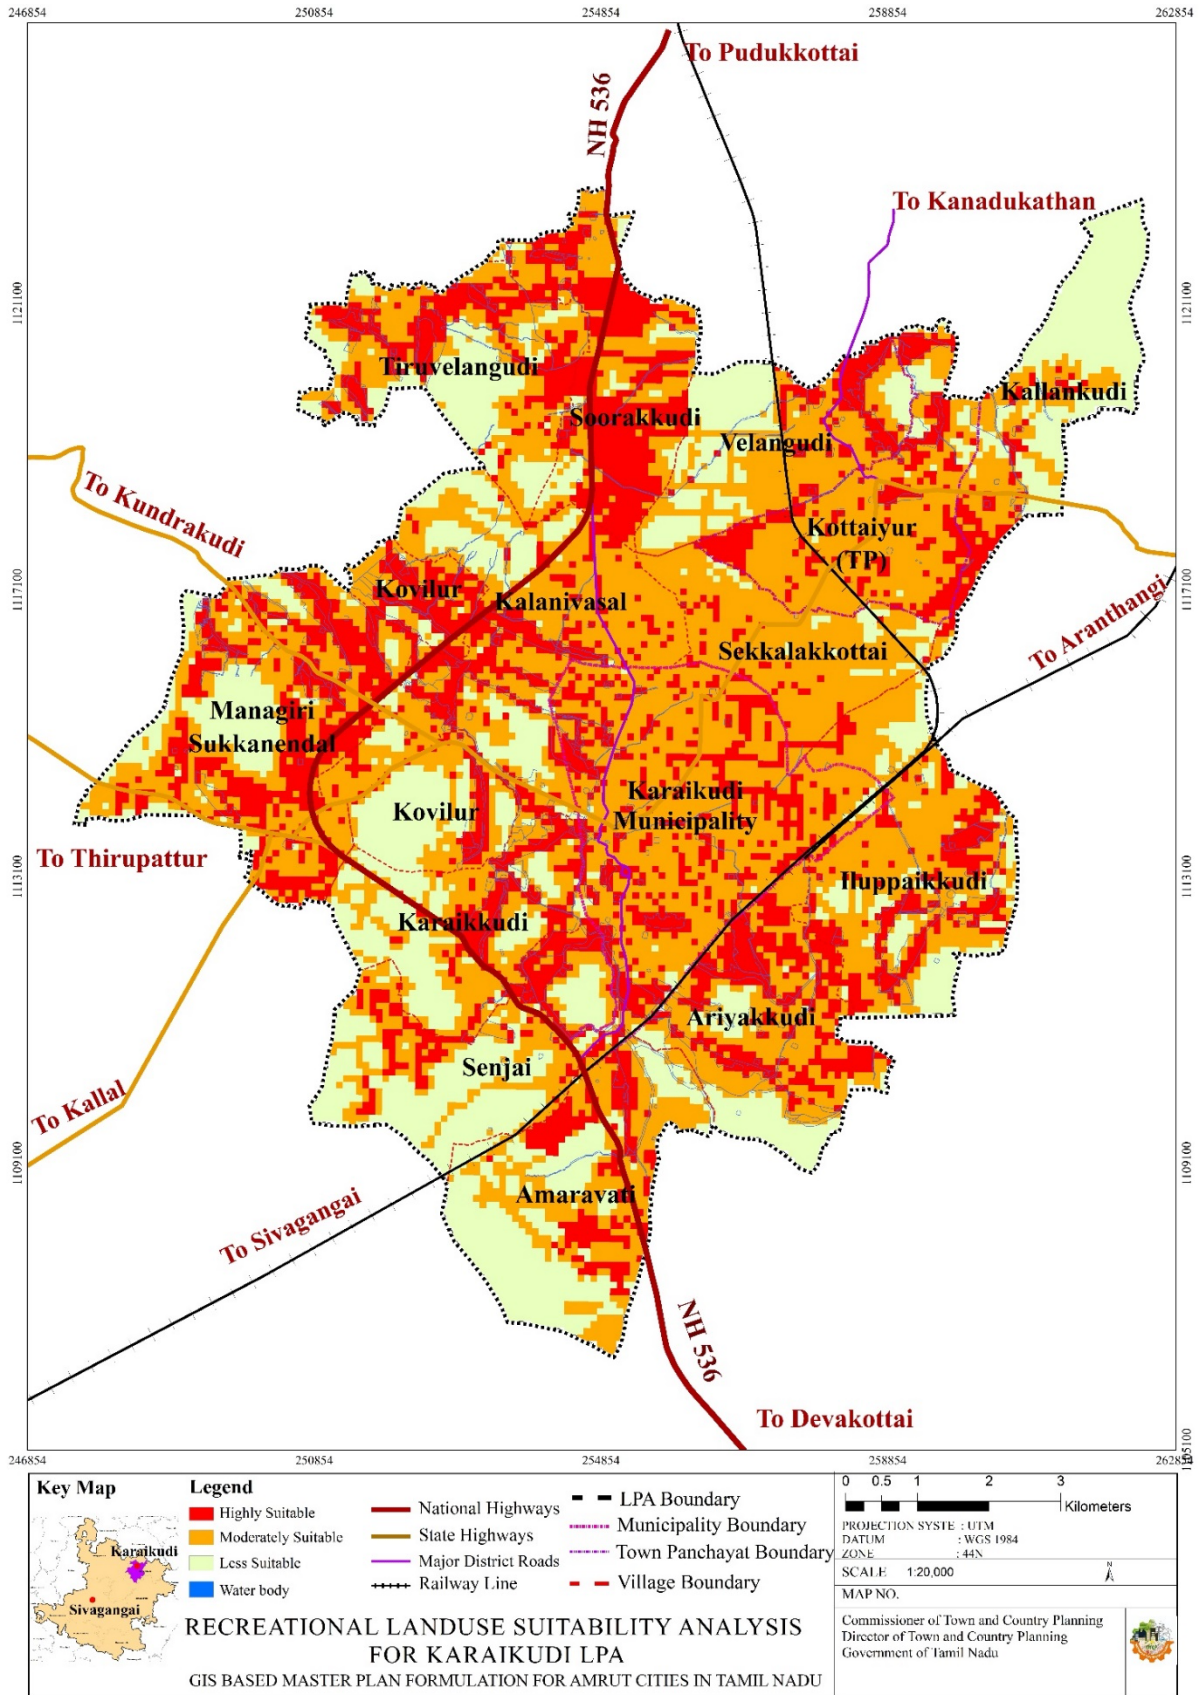 246854
250854
254854
258854
262854
To Pudukkottai
NH 536
To Kanadukathan
1121100
1121100
Tiruvelangudi
Kallankudi
Soorakkudi
Velangudi
To Kundrakudi
Kottaiyur
(TP)
1117100
1117100
Kovilur
Kalanivasal
To Aranthangi
Sekkalakkottai
Managiri
Sukkanendal
Karaikudi
Municipality
Kovilur
To Thirupattur
1113100
1113100
Iluppaikkudi
Karaikkudi
Ariyakkudi
Senjai
To Kallal
1109100
1109100
Amaravati
To Sivagangai
NH 536
To Devakottai
1105100
246854
250854
254854
258854
262854
Key Map
Karaikudi
Sivagangai
Legend
Highly Suitable
Moderately Suitable
Less Suitable
Water body
National Highways
State Highways
Major District Roads
Railway Line
LPA Boundary
Municipality Boundary
Town Panchayat Boundary
Village Boundary
0 0.5 1 2 3
Kilometers
PROJECTION SYSTE : UTM
DATUM : WGS 1984
ZONE : 44N
SCALE 1:20,000
N
MAP NO.
Commissioner of Town and Country Planning
Director of Town and Country Planning
Government of Tamil Nadu
RECREATIONAL LANDUSE SUITABILITY ANALYSIS
FOR KARAIKUDI LPA
GIS BASED MASTER PLAN FORMULATION FOR AMRUT CITIES IN TAMIL NADU